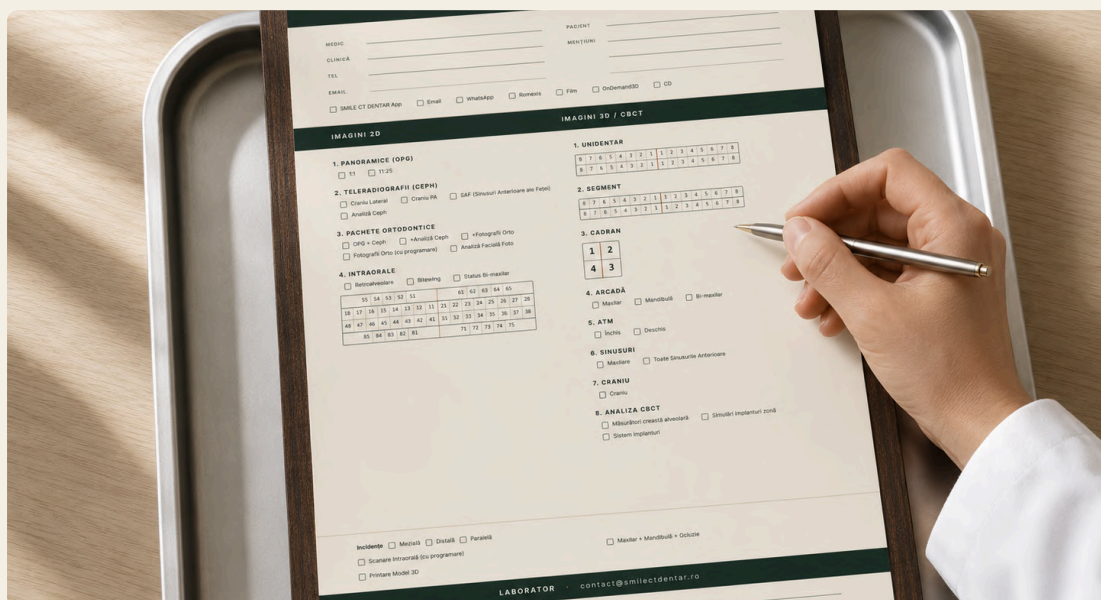 MEDIC
CLINICĂ
TEL
EMAIL
PACIENT
MENȚIUNI
SMILE CT DENTAR App
Email
WhatsApp
Romexis
Film
OnDemand3D
CD
IMAGINI 2D
1. PANORAMICE (OPG)
1:1
11:25
2. TELERADIOGRAFII (CEPH)
Craniu Lateral
Craniu PA
SAF (Sinusuri Anterioare ale Feței)
Analiză Ceph
3. PACHETE ORTODONTICE
OPG + Ceph
+Analiză Ceph
+Fotografii Orto
Fotografii Orto (cu programare)
Analiză Facială Foto
4. INTRAORALE
Retroalveolare
Bitewing
Status Bi-maxilar
55 54 53 52 51 61 62 63 64 65
18 17 16 15 14 13 12 11 21 22 23 24 25 26 27 28
48 47 46 45 44 43 42 41 31 32 33 34 35 36 37 38
85 84 83 82 81 71 72 73 74 75
IMAGINI 3D / CBCT
1. UNIDENTAR
8 7 6 5 4 3 2 1 1 2 3 4 5 6 7 8
8 7 6 5 4 3 2 1 1 2 3 4 5 6 7 8
2. SEGMENT
8 7 6 5 4 3 2 1 1 2 3 4 5 6 7 8
8 7 6 5 4 3 2 1 1 2 3 4 5 6 7 8
3. CADRAN
1 2
4 3
4. ARCADĂ
Maxilar
Mandibulă
Bi-maxilar
5. ATM
Închis
Deschis
6. SINUSURI
Maxilare
Toate Sinusurile Anterioare
7. CRANIU
Craniu
8. ANALIZA CBCT
Măsurători creastă alveolară
Simulări implanturi zonă
Sistem implanturi
Incidențe
Mezială
Distală
Paralelă
Scanare Intraorală (cu programare)
Printare Model 3D
Maxilar + Mandibulă + Ocluzie
LABORATOR · contact@smilectdentar.ro